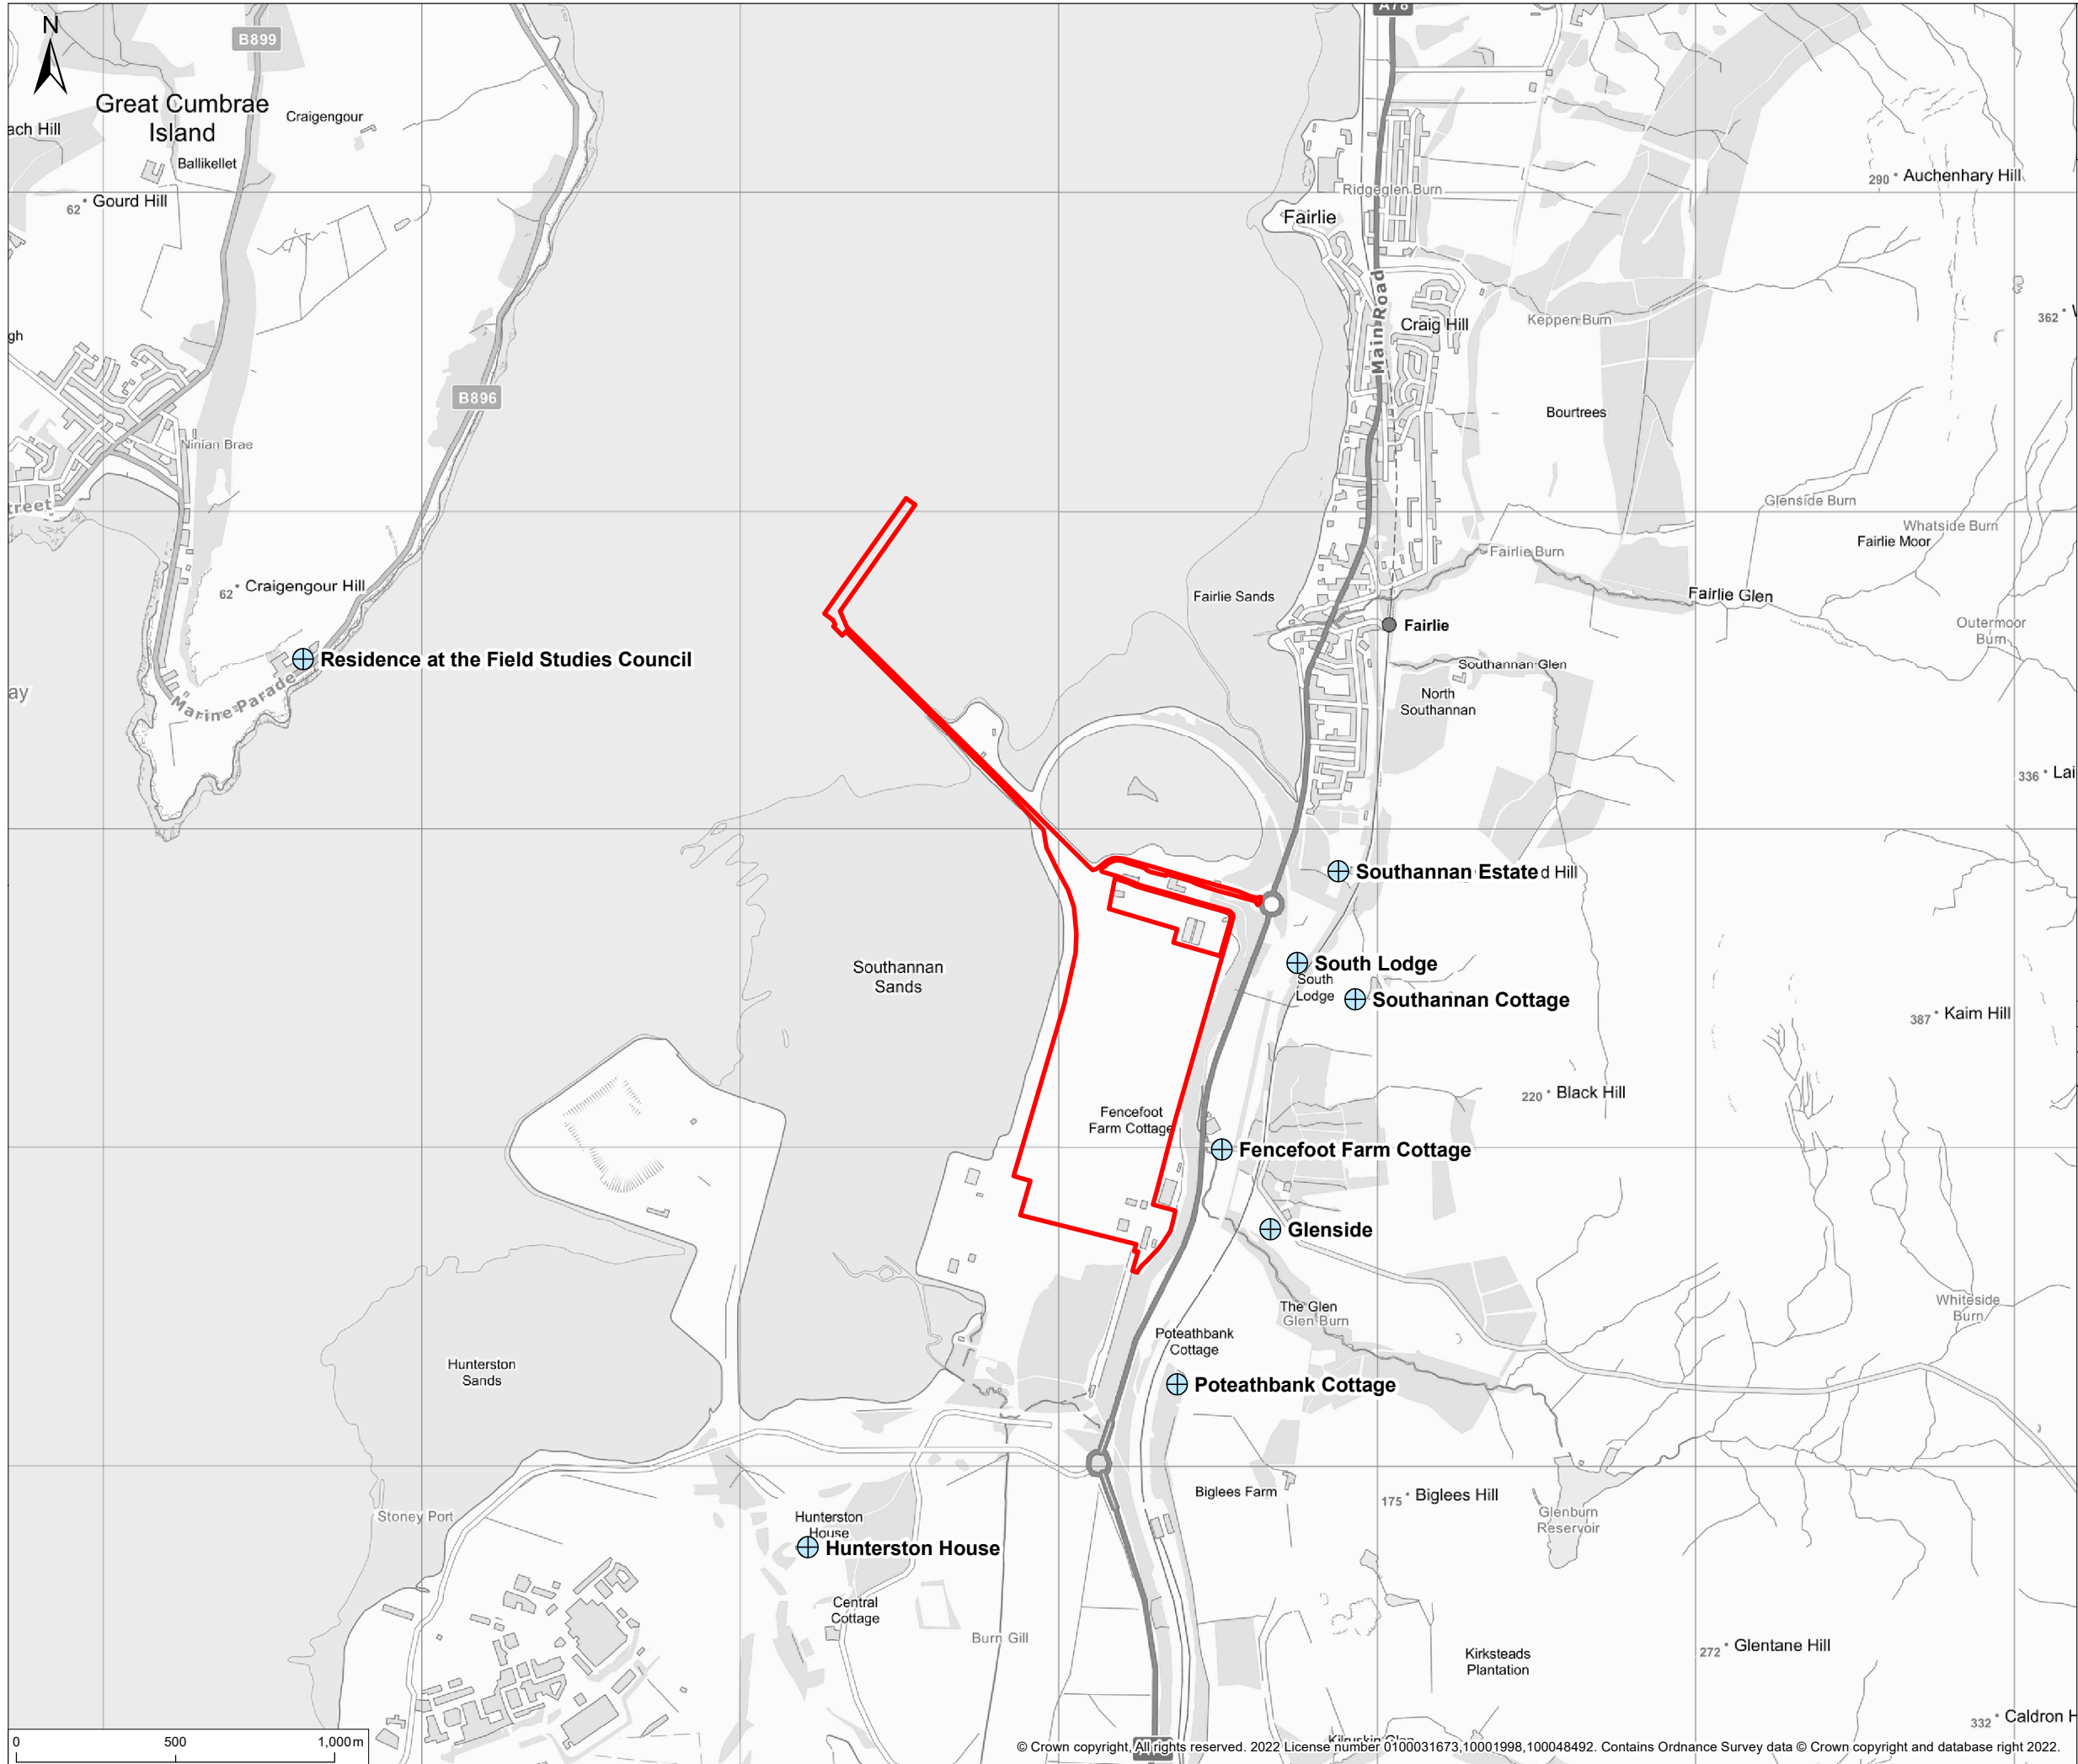 A78
N
B899
Great Cumbrae
Island
Craigengour
ach Hill
Ballikellet
290 Auchenhary Hill
Ridgeglen Burn
62 Gourd Hill
Fairlie
Main Road
Craig Hill
Keppen Burn
362
gh
B896
Bourtrees
Ninian Brae
Glenside Burn
treet
Whatside Burn
Fairlie Moor
Fairlie Burn
62 Craigengour Hill
Fairlie Sands
Fairlie Glen
Fairlie
Outermoor
Burn
Residence at the Field Studies Council
Southannan Glen
ay
Marine Parade
North
Southannan
336 Lai
Southannan Estate
d Hill
South Lodge
South
Lodge
Southannan
Sands
Southannan Cottage
387 Kaim Hill
220 Black Hill
Fencefoot
Farm Cottage
Fencefoot Farm Cottage
Glenside
Whiteside
Burn
The Glen
Glen Burn
Poteathbank
Cottage
Hunterston
Sands
Poteathbank Cottage
Biglees Farm
175 Biglees Hill
Stoney Port
Glenburn
Reservoir
Hunterston
House
Hunterston House
Central
Cottage
Burn Gill
272 Glentane Hill
Kirksteads
Plantation
332 Caldron H
0 500 1,000 m
© Crown copyright, All rights reserved. 2022 License number 0100031673,10001998,100048492. Contains Ordnance Survey data © Crown copyright and database right 2022.